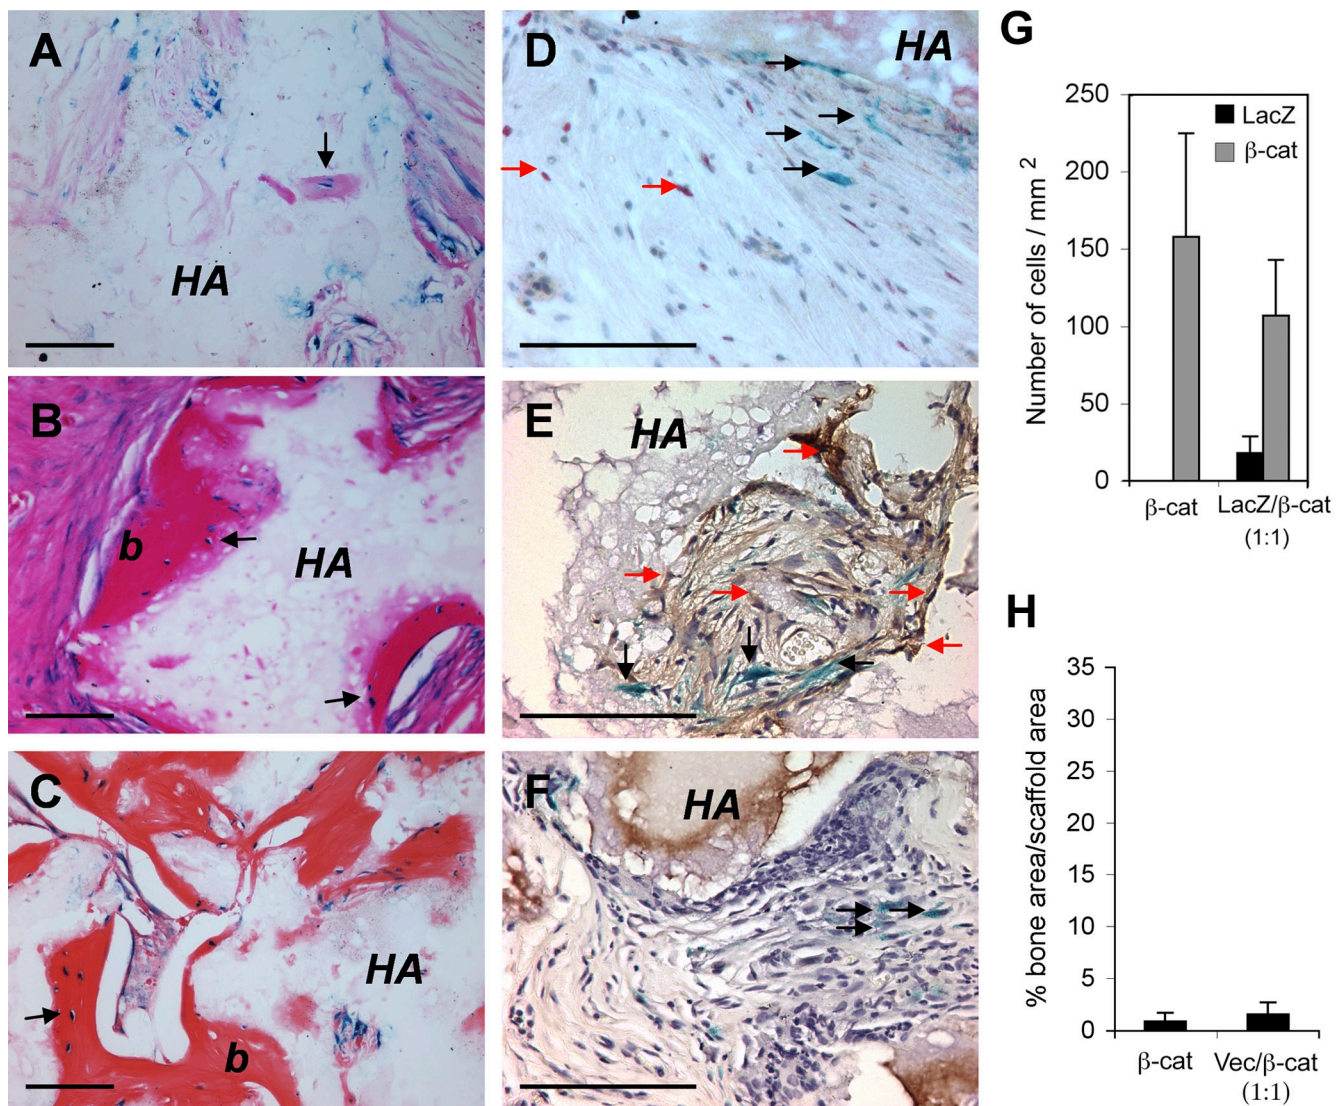 A
HA
B
b
HA
C
HA
b
D
HA
E
HA
F
HA
G
250
200
150
100
50
0
Number of cells / mm 2
LacZ
β-cat
β-cat
LacZ/β-cat
(1:1)
H
35
30
25
20
15
10
5
0
% bone area/scaffold area
β-cat
Vec/β-cat
(1:1)